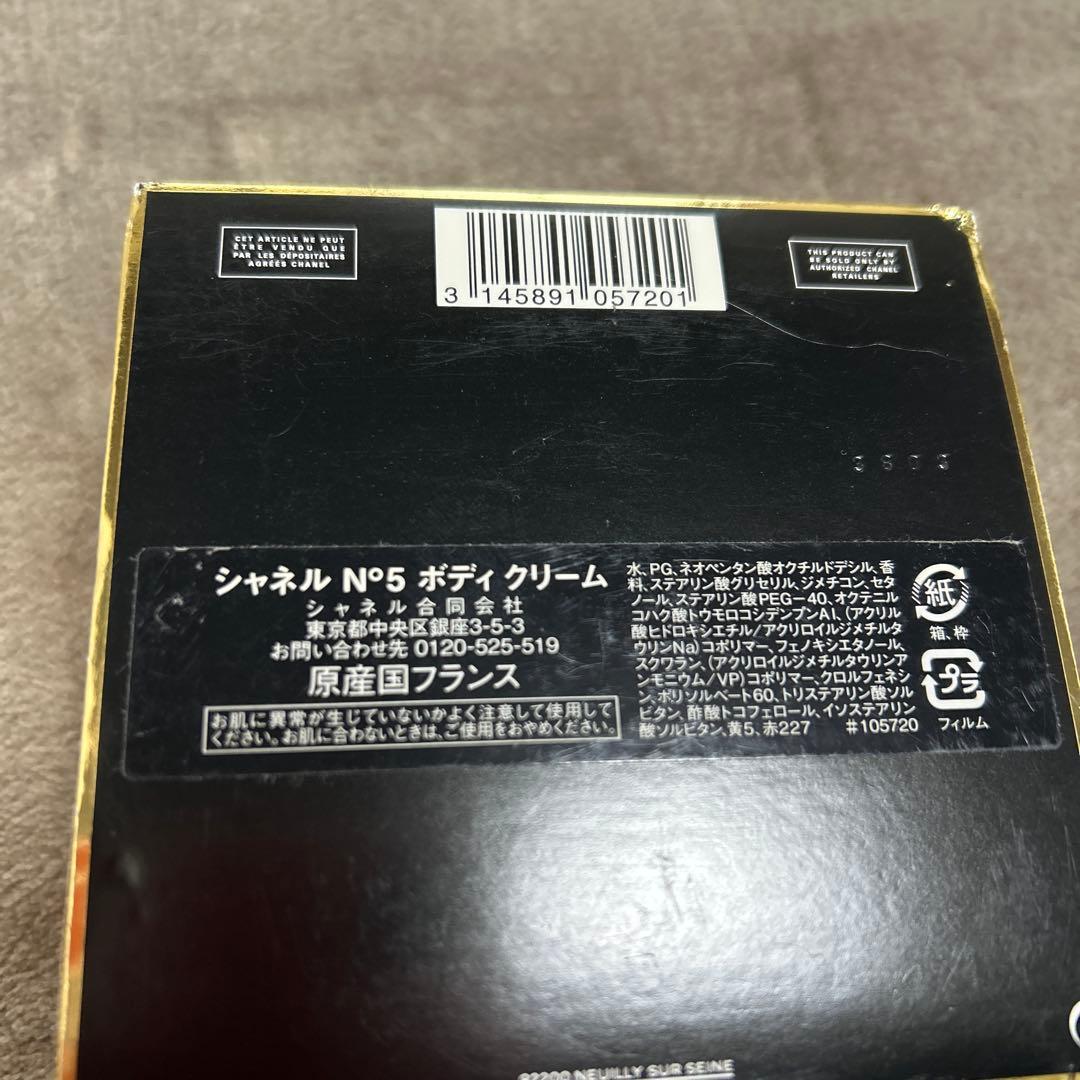 CET ARTICLE NE PEUT
ÊTRE VENDU QUE
PAR LES DÉPOSITAIRES
AGRÉÉS CHANEL
3 145891 057201
THIS PRODUCT CAN
BE SOLD ONLY BY
AUTHORIZED CHANEL
RETAILERS
シャネル Nº5 ボディ クリーム
シャネル合同会社
東京都中央区銀座3-5-3
お問い合わせ先 0120-525-519
原産国フランス
お肌に異常が生じていないかよく注意して使用して
ください。お肌に合わないときは、ご使用をおやめください。
水、PG、ネオペンタン酸オクチルドデシル、香
料、ステアリン酸グリセリル、ジメチコン、セタ
ノール、ステアリン酸PEG-40、オクテニル
コハク酸トウモロコシデンプンAl、(アクリル
酸ヒドロキシエチル/アクリロイルジメチルタ
ウリンNa)コポリマー、フェノキシエタノール、
スクワラン、(アクリロイルジメチルタウリンア
ンモニウム/VP)コポリマー、クロルフェネシ
ン、ポリソルベート60、トリステアリン酸ソル
ビタン、酢酸トコフェロール、イソステアリン
酸ソルビタン、黄5、赤227 #105720
紙
箱、枠
プラ
フィルム
92200 NEUILLY SUR SEINE